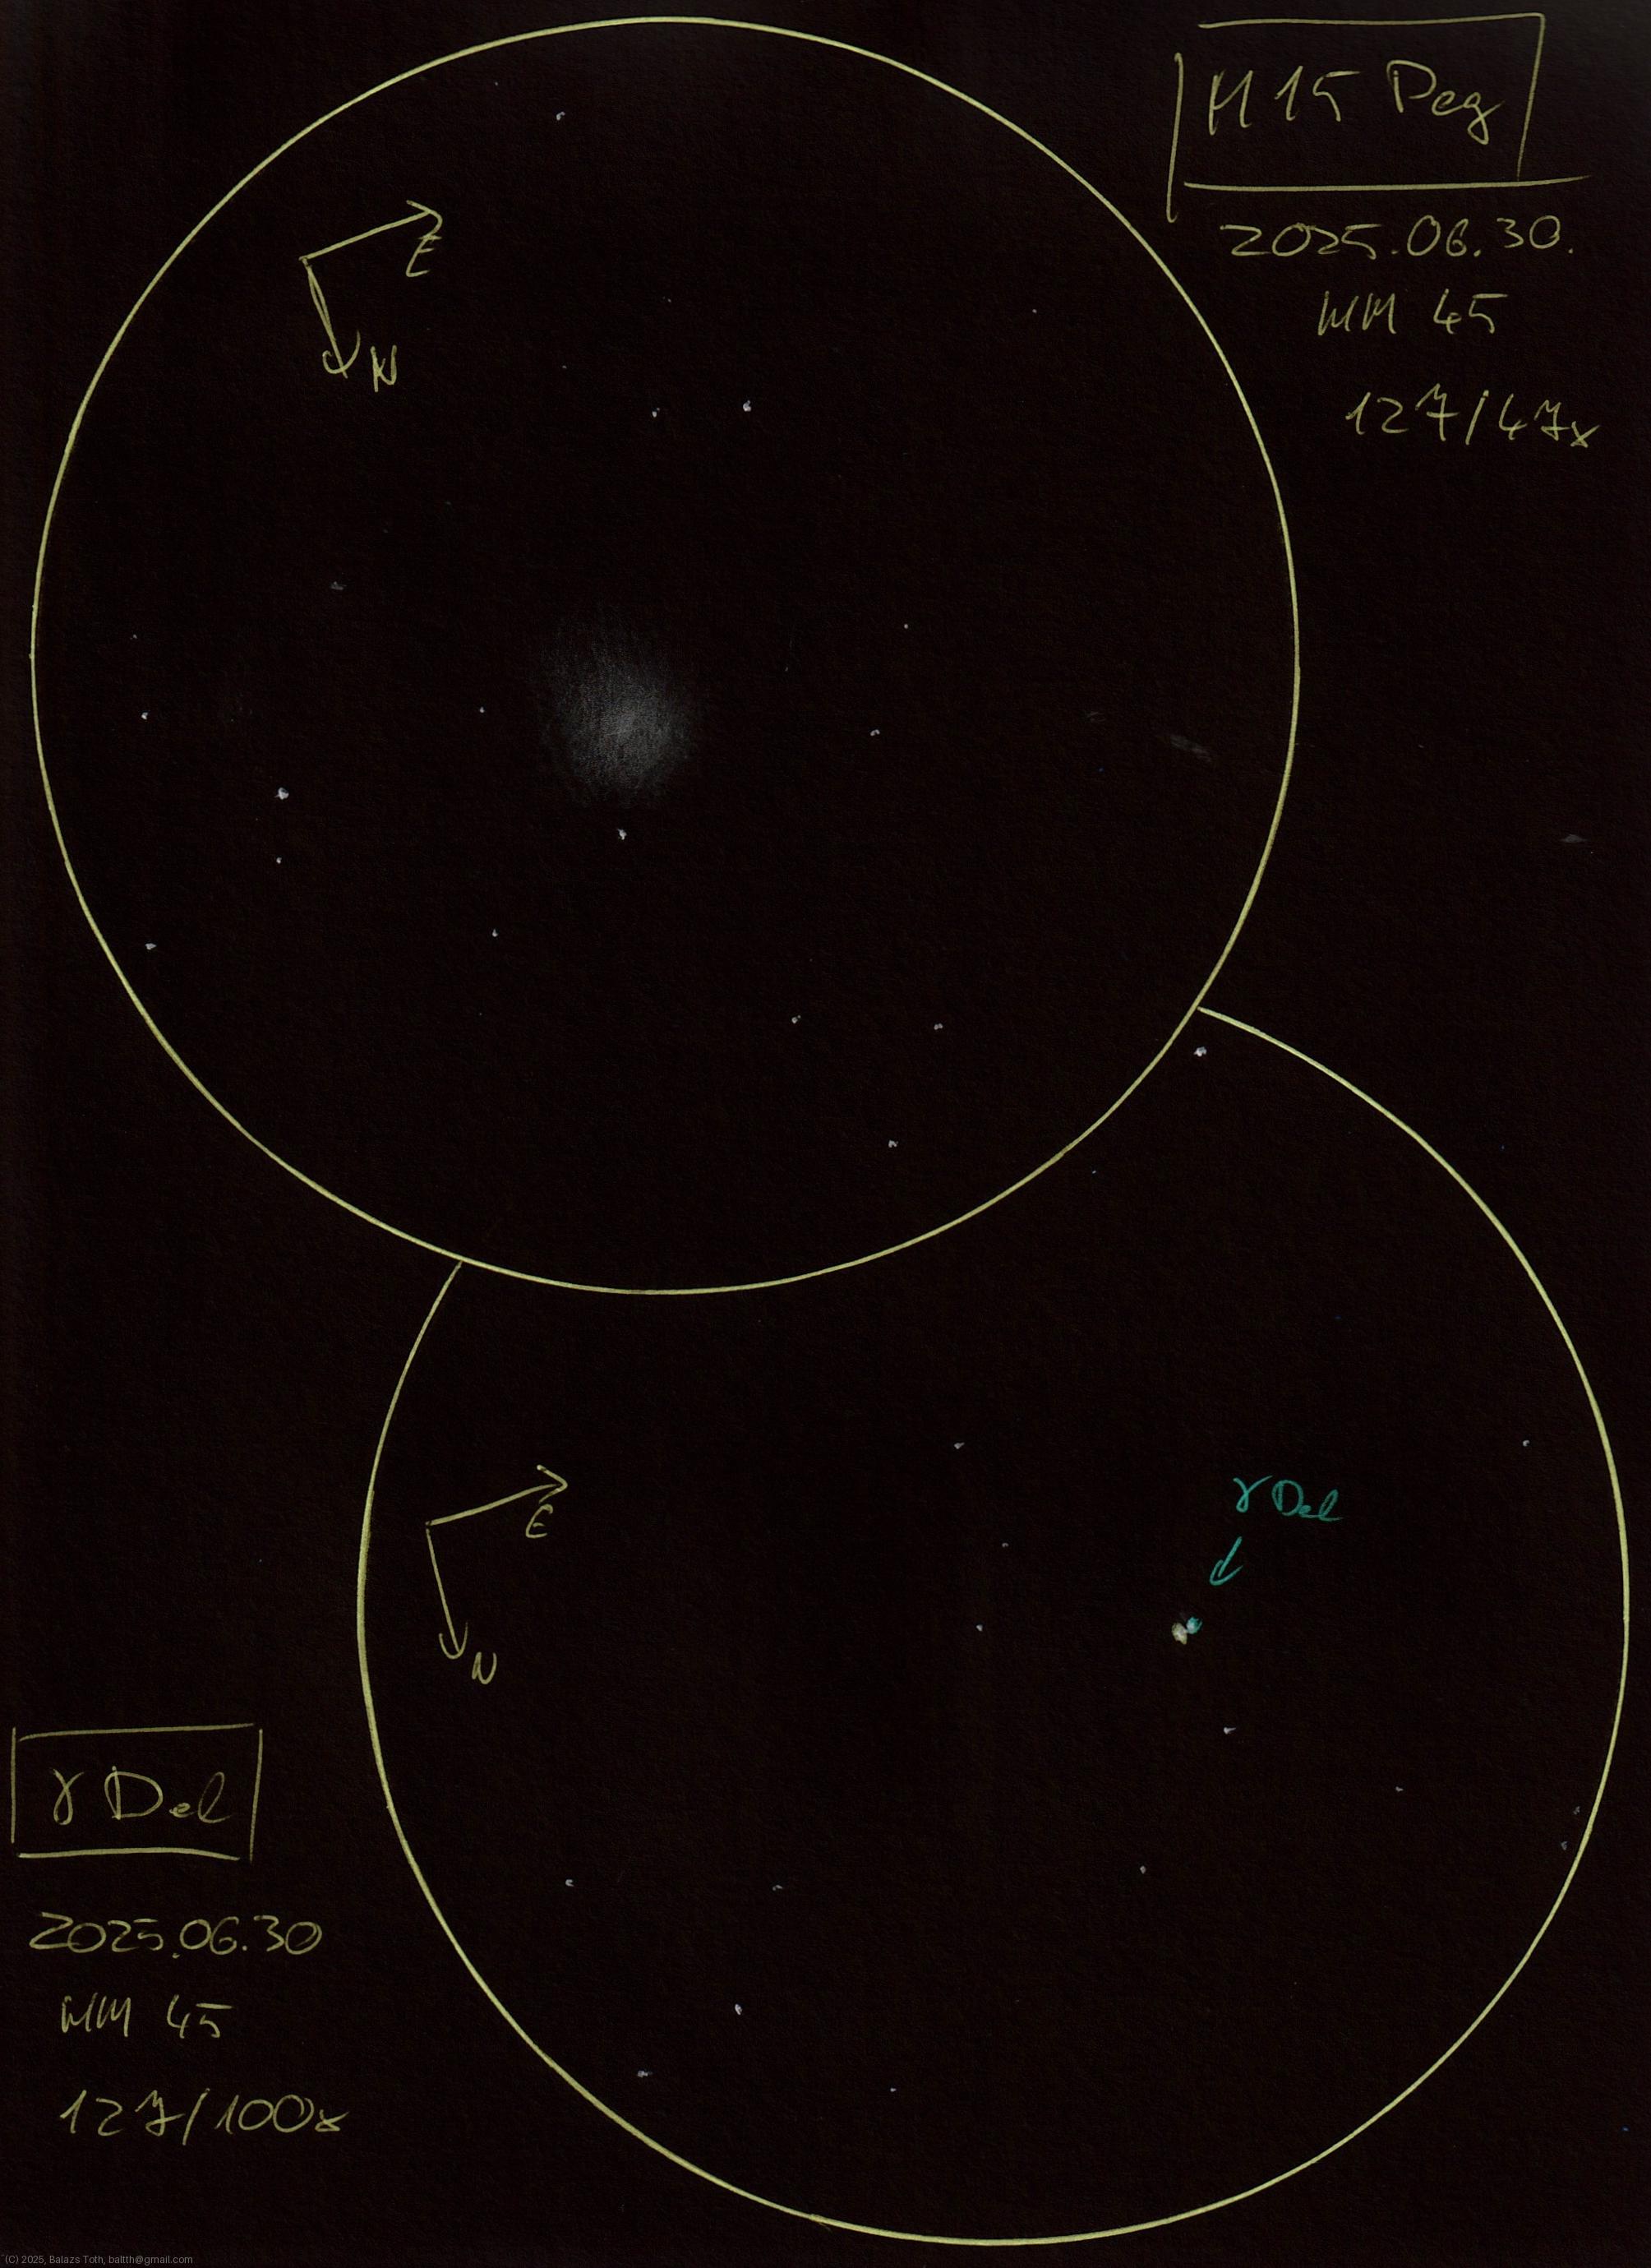 M 15 Peg
2025.06.30.
MM 45
127/47x
E
N
E
N
γ Del
γ Del
2025.06.30
MM 45
127/100x
(C) 2025, Balazs Toth, baltth@gmail.com